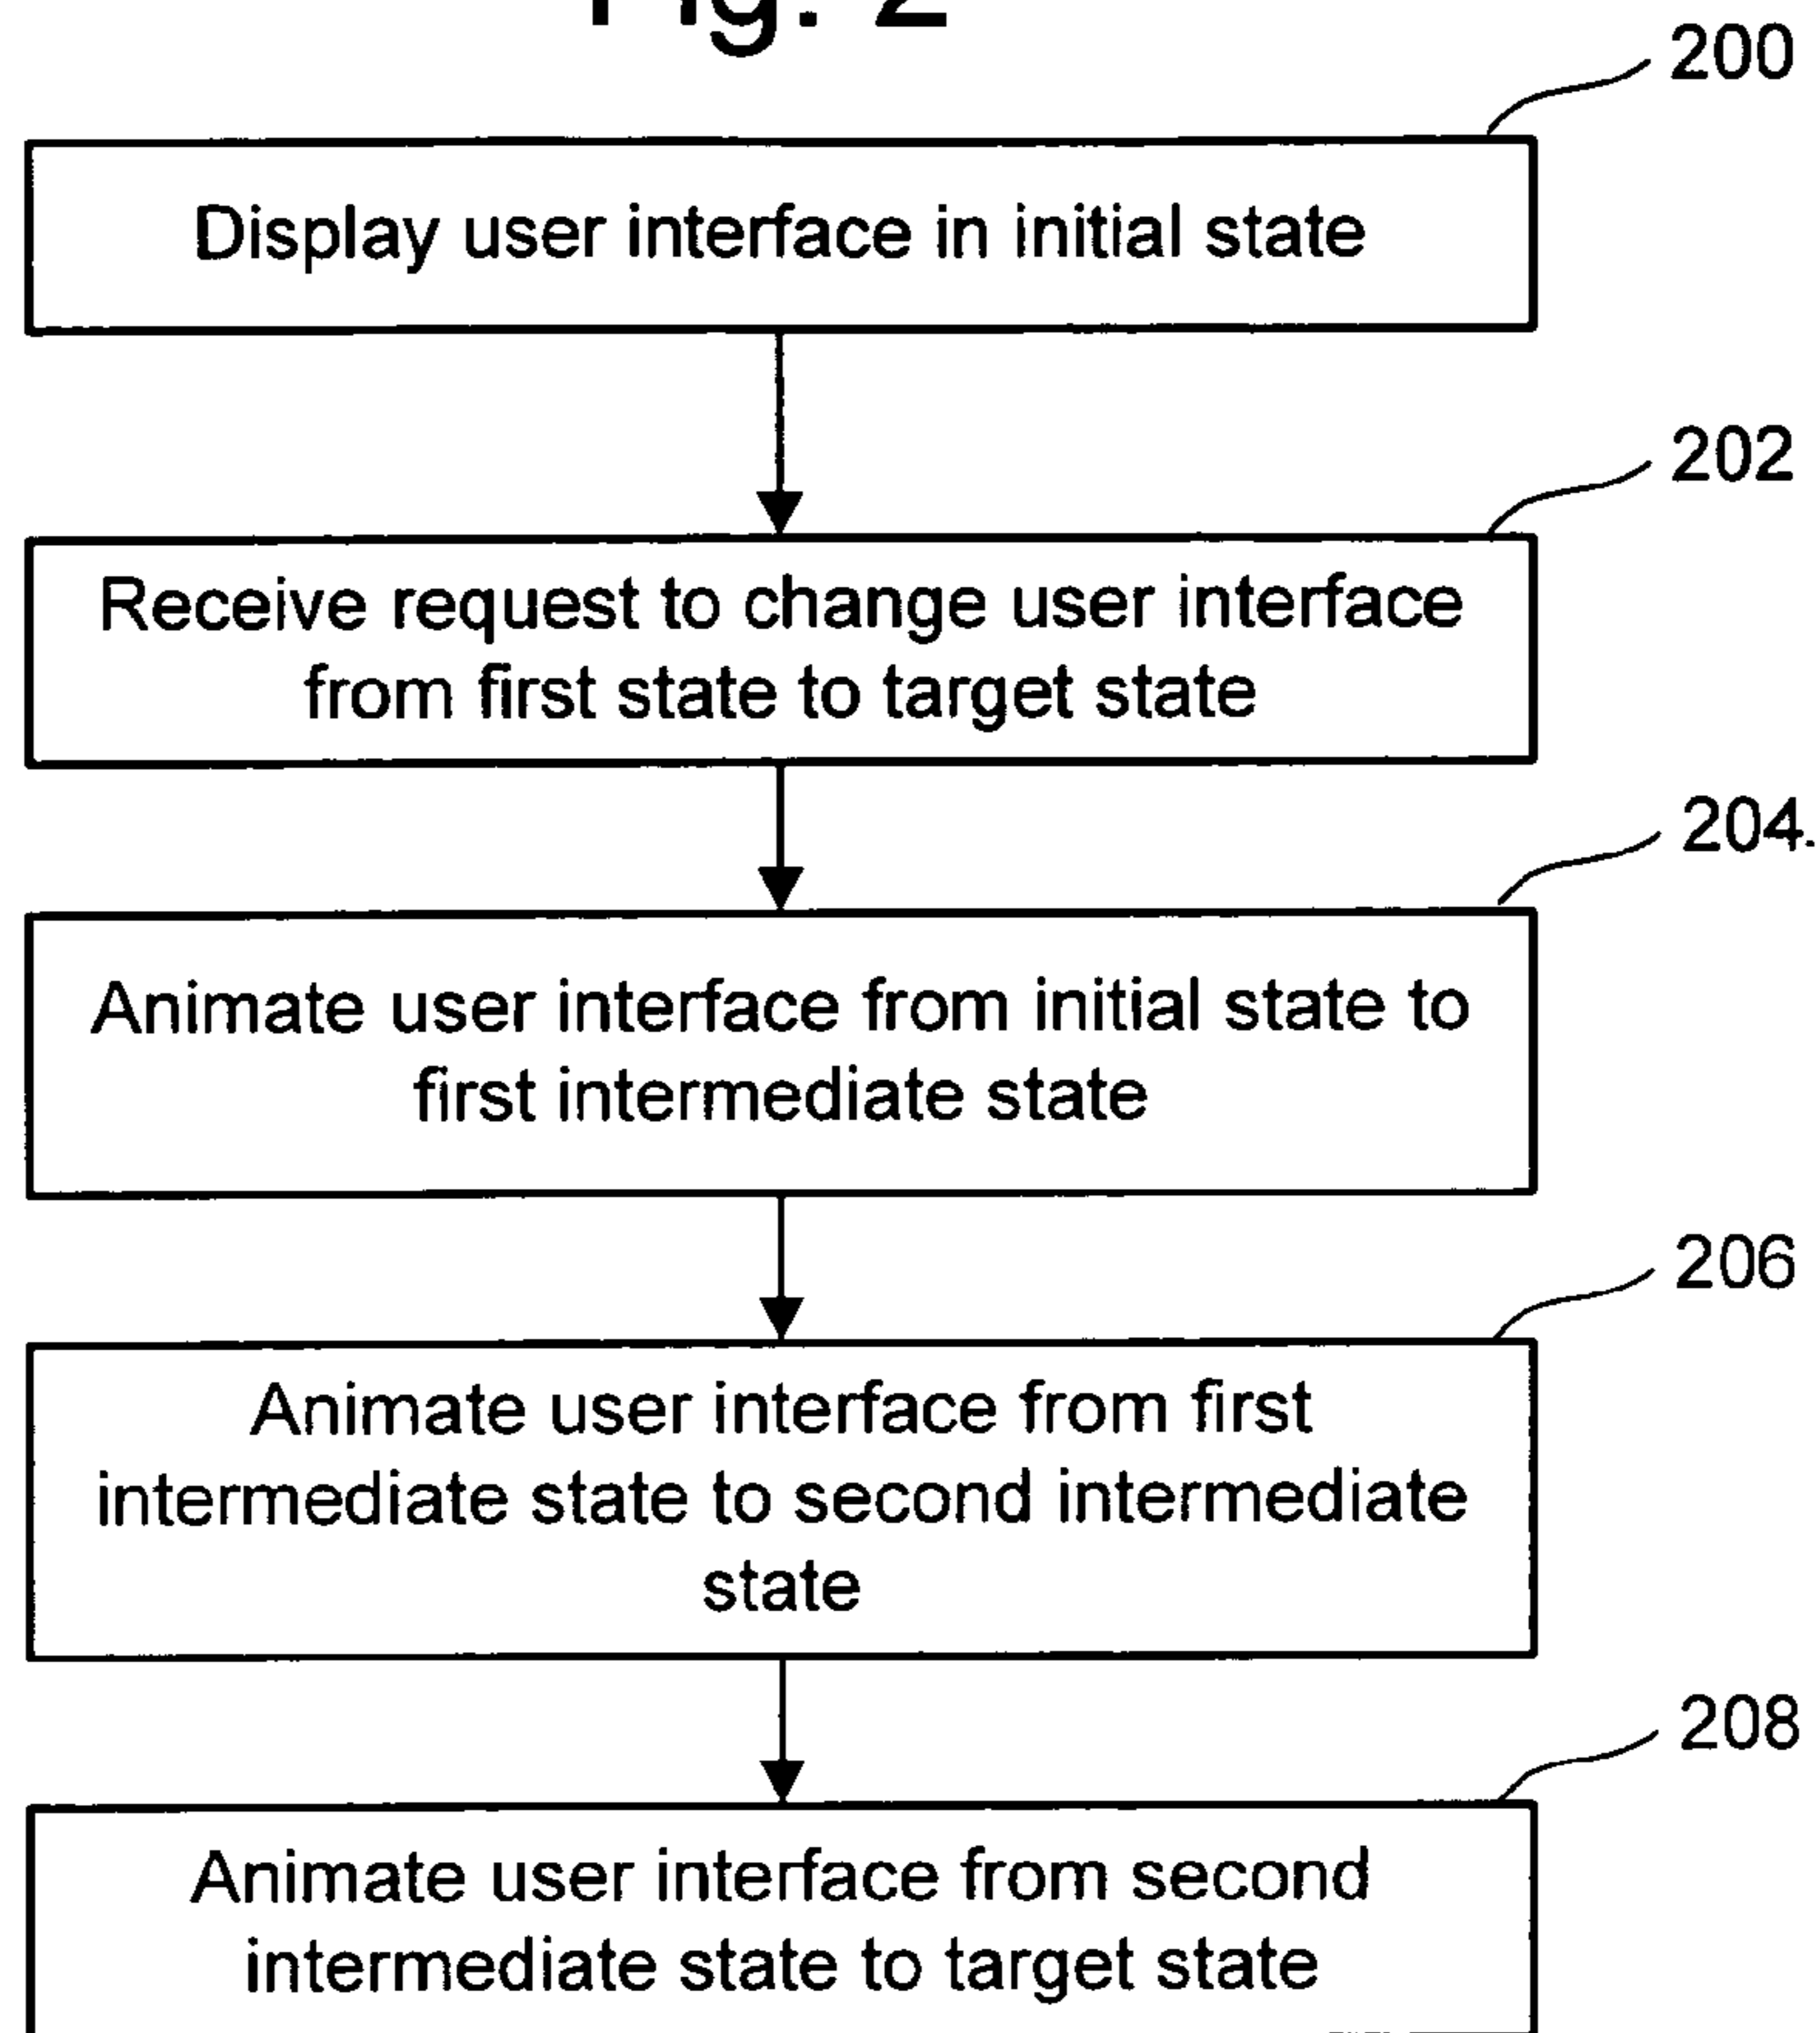 Fig. 2
200
Display user interface in initial state
202
Receive request to change user interface
from first state to target state
204.
Animate user interface from initial state to
first intermediate state
206
Animate user interface from first
intermediate state to second intermediate
state
208
Animate user interface from second
intermediate state to target state